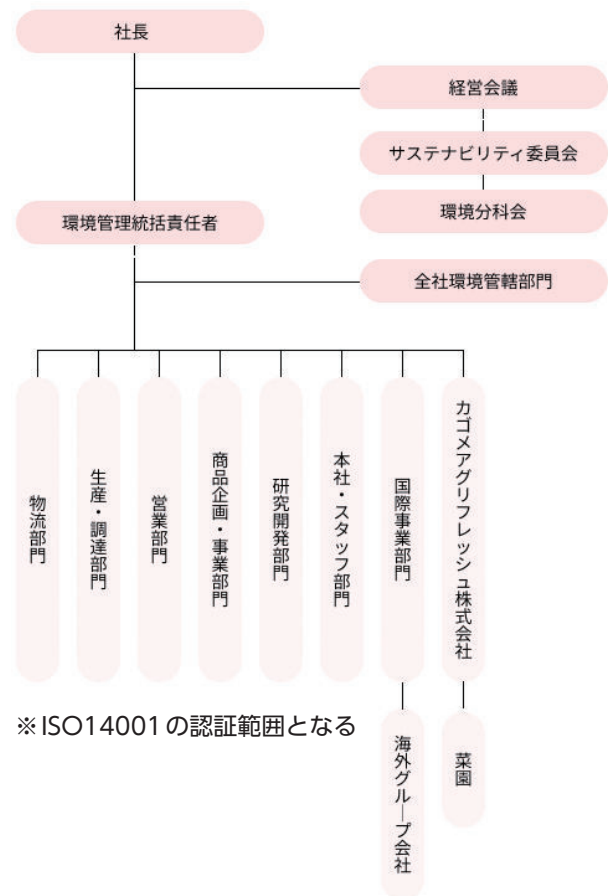 社長
経営会議
サステナビリティ委員会
環境分科会
環境管理統括責任者
全社環境管轄部門
物流部門
生産・調達部門
営業部門
商品企画・事業部門
研究開発部門
本社・スタッフ部門
国際事業部門
カゴメアグリフレッシュ株式会社
※ISO14001の認証範囲となる
海外グループ会社
菜園